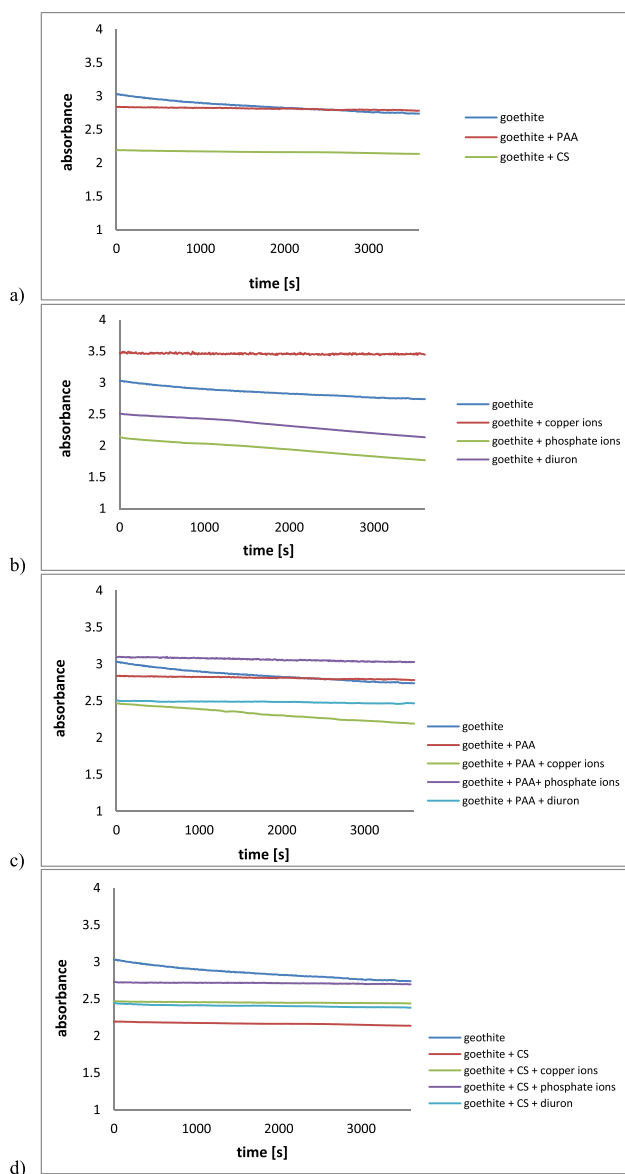 4
3.5
3
2.5
2
1.5
1
absorbance
0 1000 2000 3000
time [s]
goethite
goethite + PAA
goethite + CS
a)
4
3.5
3
2.5
2
1.5
1
absorbance
0 1000 2000 3000
time [s]
goethite
goethite + copper ions
goethite + phosphate ions
goethite + diuron
b)
4
3.5
3
2.5
2
1.5
1
absorbance
0 1000 2000 3000
time [s]
goethite
goethite + PAA
goethite + PAA + copper ions
goethite + PAA+ phosphate ions
goethite + PAA + diuron
c)
4
3.5
3
2.5
2
1.5
1
absorbance
0 1000 2000 3000
time [s]
geothite
goethite + CS
goethite + CS + copper ions
goethite + CS + phosphate ions
goethite + CS + diuron
d)